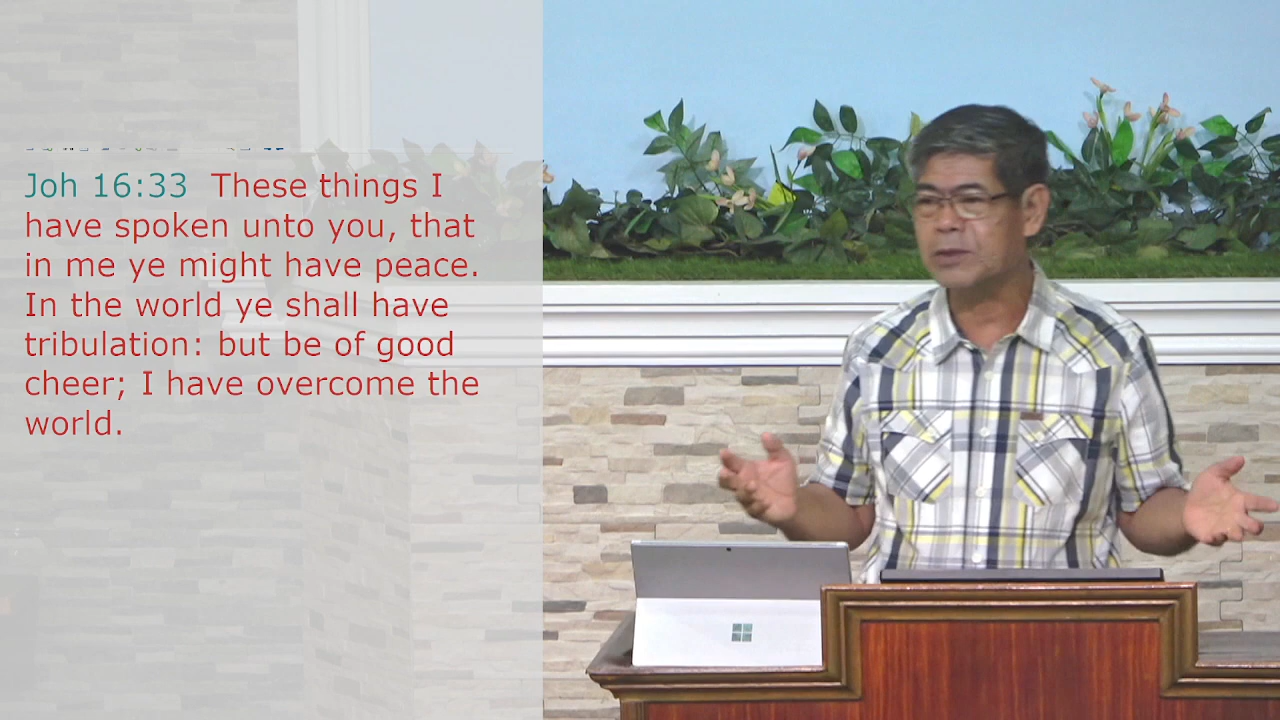 Joh 16:33  These things I
have spoken unto you, that
in me ye might have peace.
In the world ye shall have
tribulation: but be of good
cheer; I have overcome the
world.